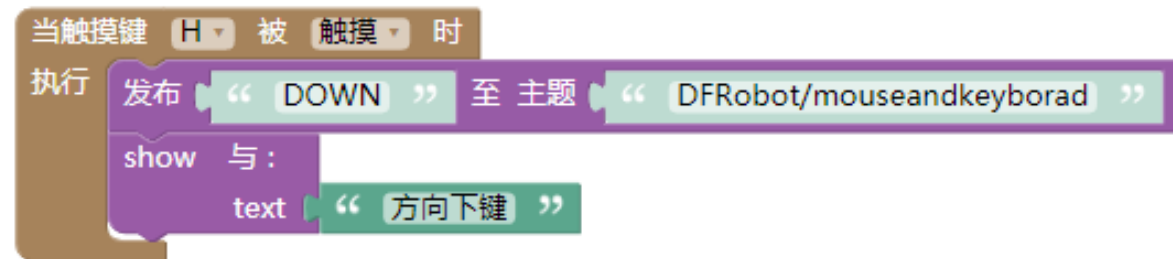 当触摸键 H 被 触摸 时
执行 发布 “ DOWN ” 至 主题 “ DFRobot/mouseandkeyborad ”
show 与 :
text “ 方向下键 ”